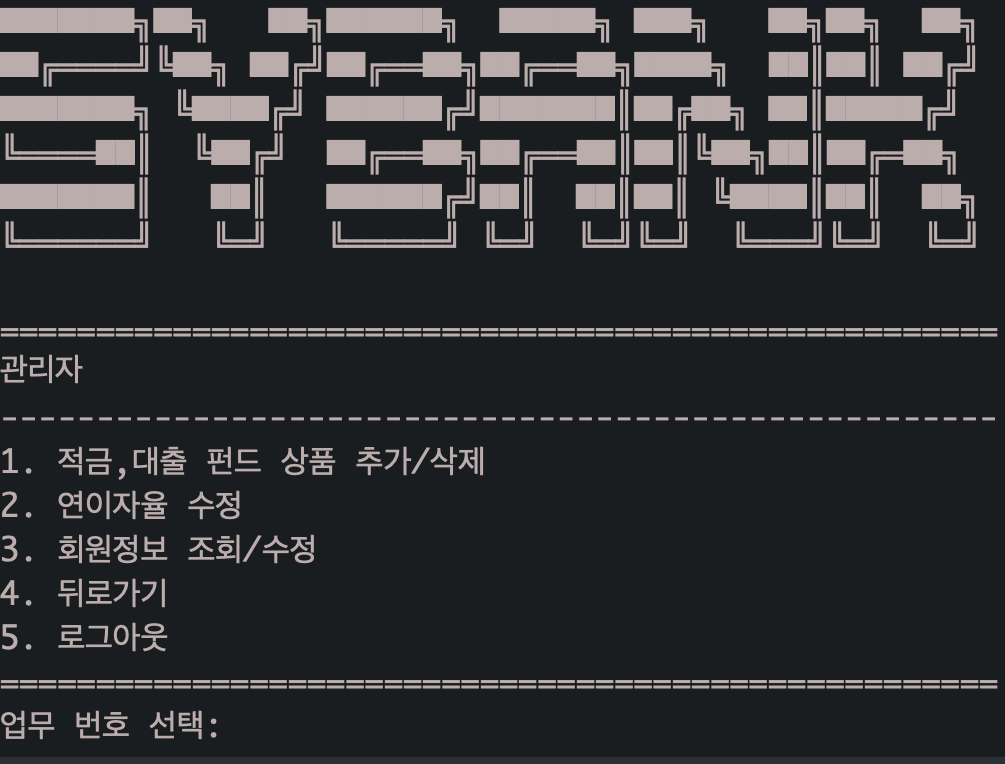 SYBANK
관리자
1. 적금,대출 펀드 상품 추가/삭제
2. 연이자율 수정
3. 회원정보 조회/수정
4. 뒤로가기
5. 로그아웃
업무 번호 선택: